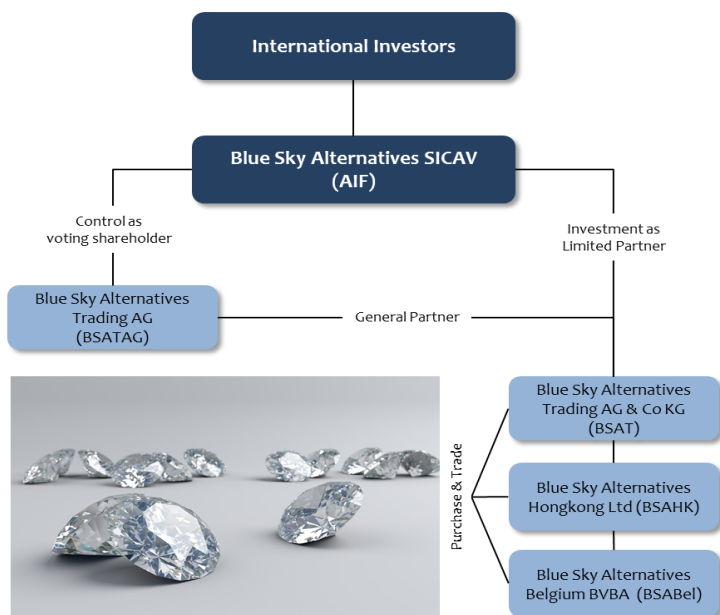 International Investors
Blue Sky Alternatives SICAV
(AIF)
Control as
voting shareholder
Investment as
Limited Partner
Blue Sky Alternatives
Trading AG
(BSATAG)
General Partner
Blue Sky Alternatives
Trading AG & Co KG
(BSAT)
Purchase & Trade
Blue Sky Alternatives
Hongkong Ltd (BSAHK)
Blue Sky Alternatives
Belgium BVBA (BSABel)